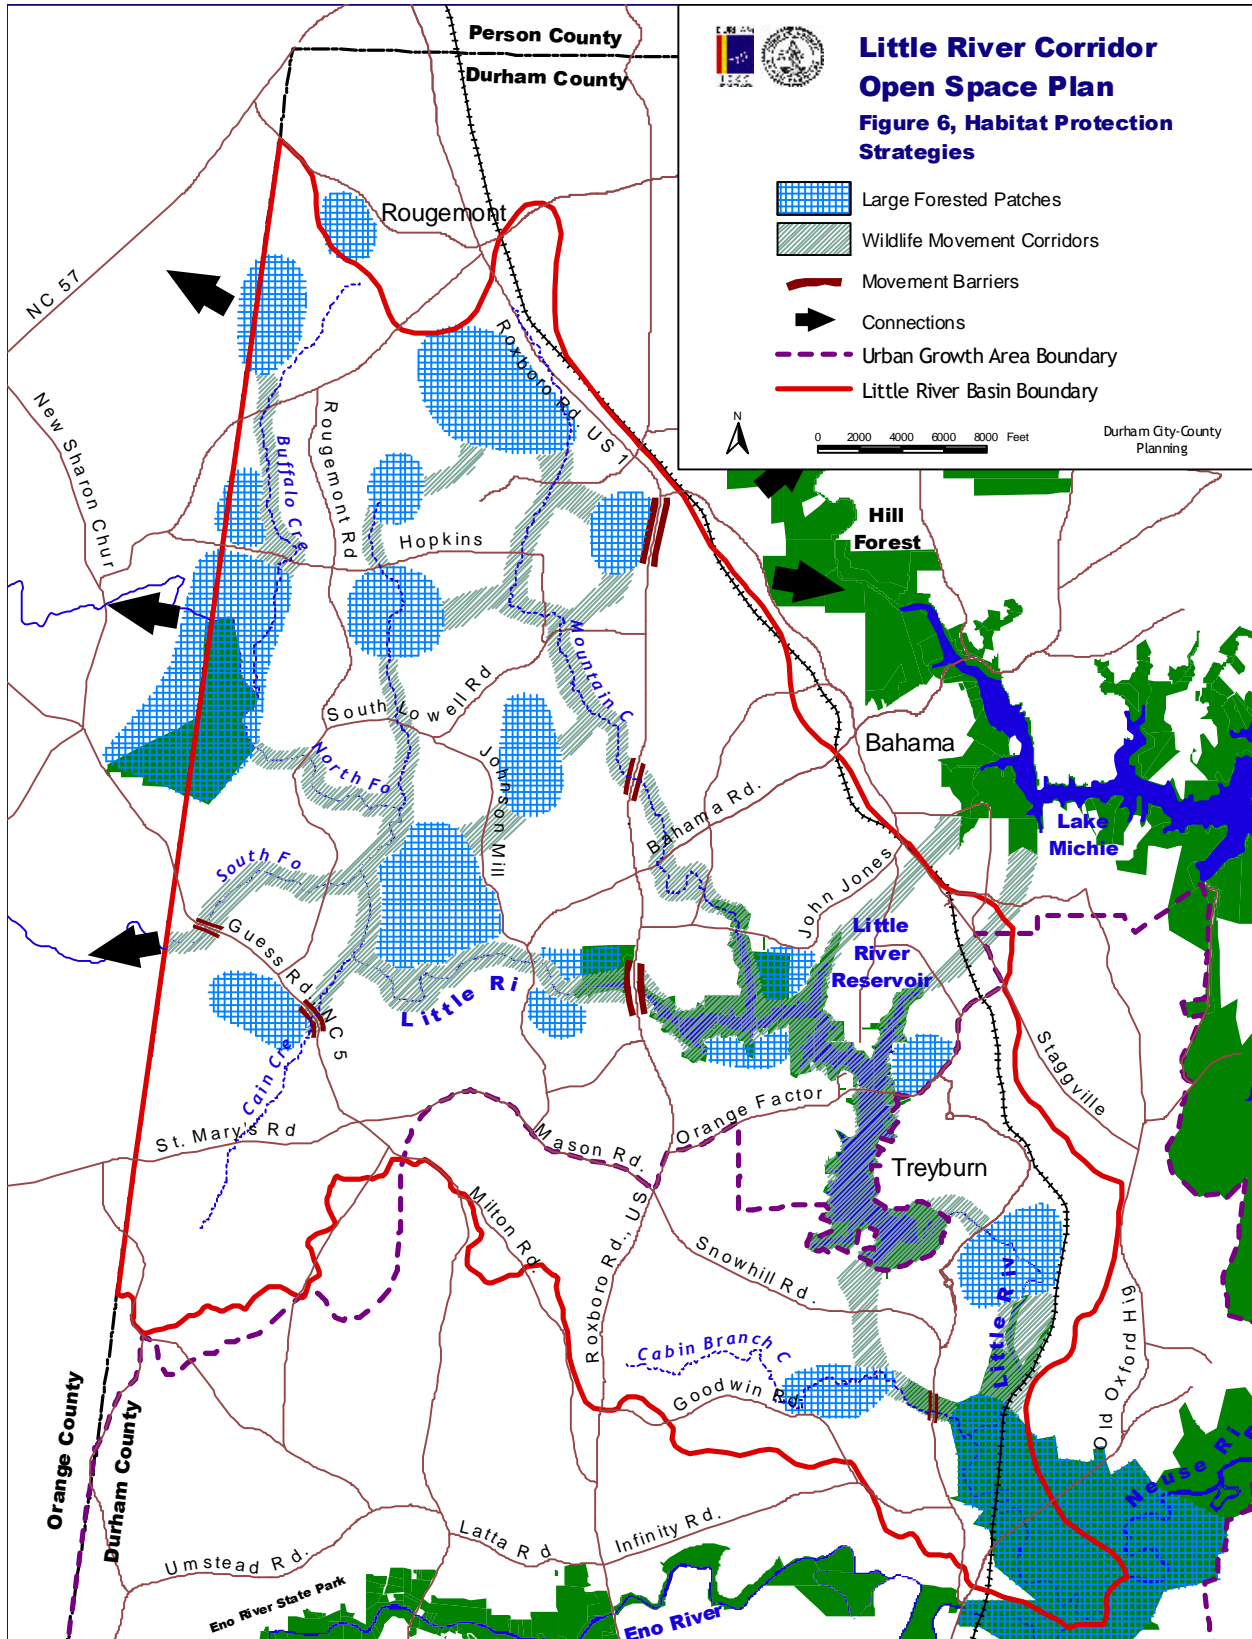 Person County
Durham County
Little River Corridor
Open Space Plan
Figure 6, Habitat Protection
Strategies
Large Forested Patches
Wildlife Movement Corridors
Movement Barriers
Connections
Urban Growth Area Boundary
Little River Basin Boundary
N
0 2000 4000 6000 8000 Feet
Durham City-County
Planning
Rougemont
NC 57
Roxboro Rd. US 1
New Sharon Chur
Rougemont Rd
Buffalo Cre
Hopkins
Hill
Forest
Mountain C
South Lowell Rd
North Fo
Johnson Mill
Bahama
Bahama Rd.
Lake
Michie
South Fo
John Jones
Guess Rd
NC 5
Little
River
Reservoir
Little Ri
Cain Cre
Staggville
Orange Factor
St. Mary's Rd
Mason Rd.
Treyburn
Milton Rd.
Roxboro Rd., US
Snowhill Rd.
Little Riv
Old Oxford Hig
Cabin Branch C
Goodwin Rd.
Orange County
Durham County
Neuse Ri
Umstead Rd.
Latta Rd
Infinity Rd.
Eno River State Park
Eno River